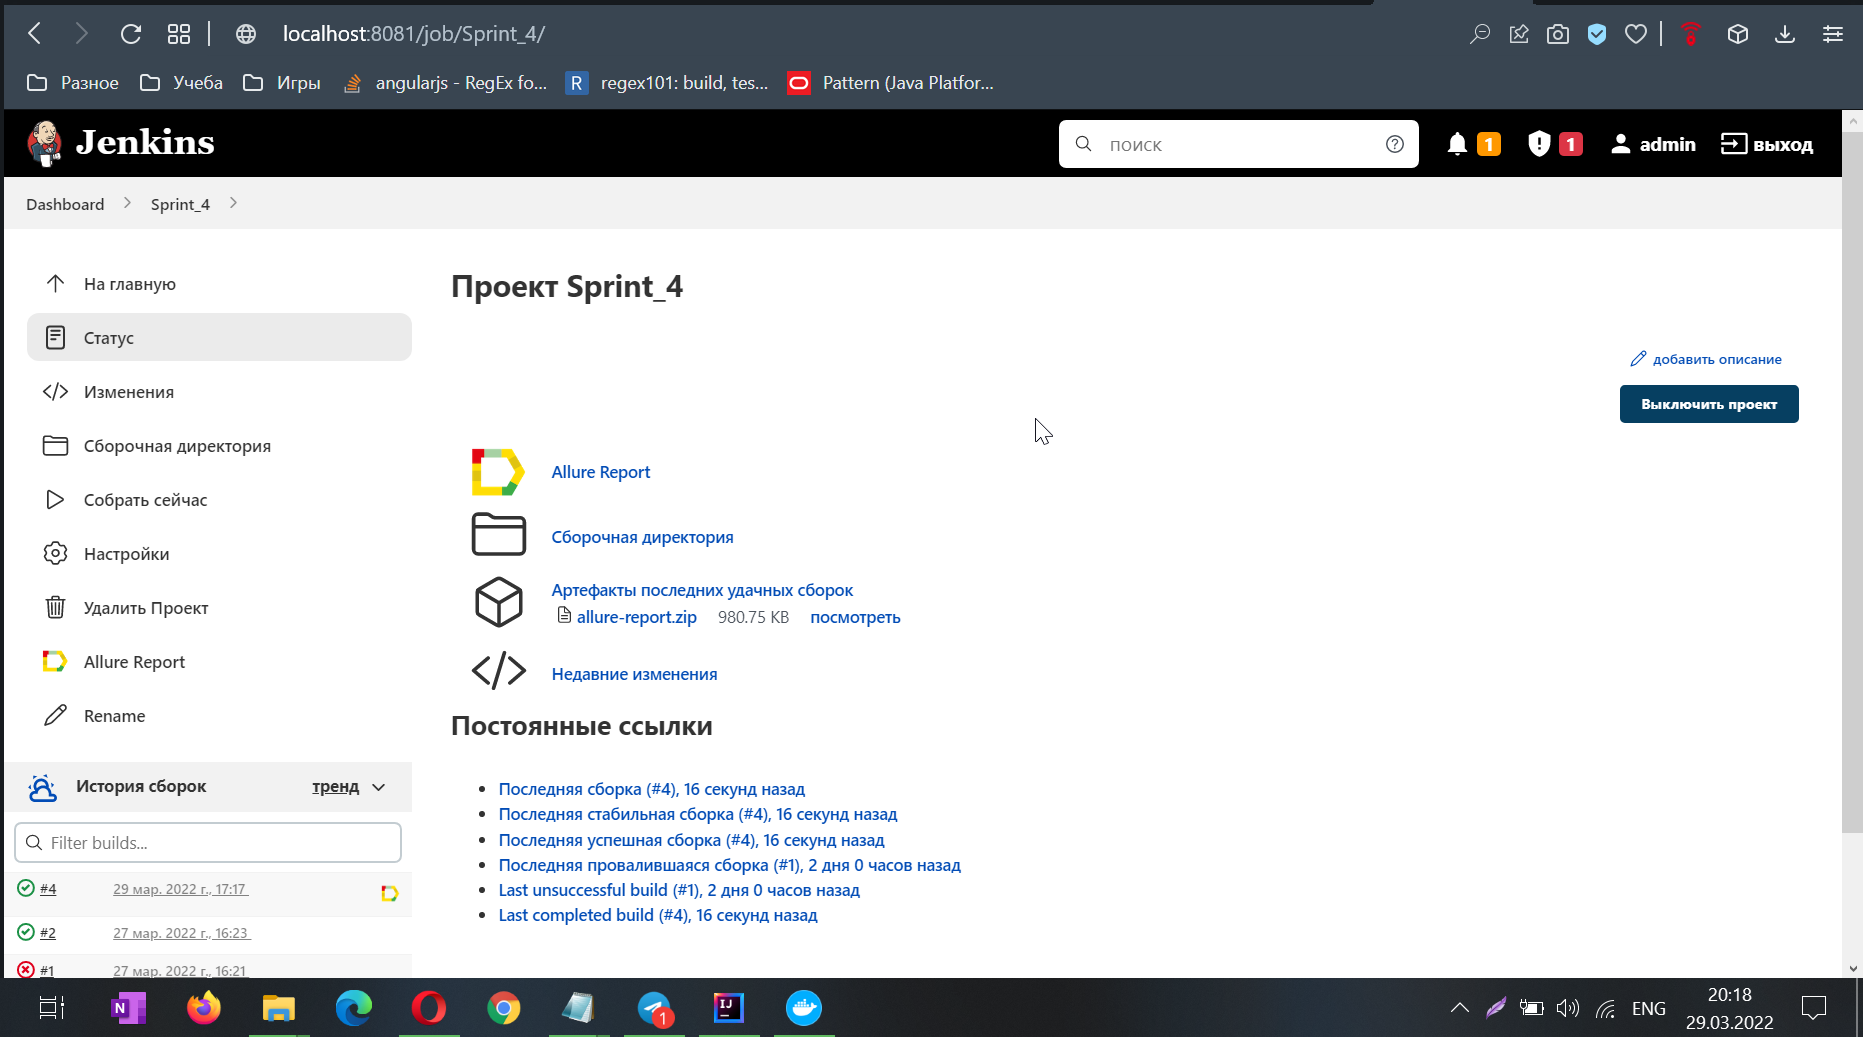 localhost:8081/job/Sprint_4/
Разное
Учеба
Игры
angularjs - RegEx fo...
R
regex101: build, tes...
Pattern (Java Platfor...
Jenkins
поиск
1
1
admin
выход
Dashboard
Sprint_4
На главную
Статус
Изменения
Сборочная директория
Собрать сейчас
Настройки
Удалить Проект
Allure Report
Rename
История сборок
тренд
Filter builds...
#4 29 мар. 2022 г., 17:17
#2 27 мар. 2022 г., 16:23
#1 27 мар. 2022 г., 16:21
Проект Sprint_4
добавить описание
Выключить проект
Allure Report
Сборочная директория
Артефакты последних удачных сборок
allure-report.zip 980.75 KB посмотреть
Недавние изменения
Постоянные ссылки
Последняя сборка (#4), 16 секунд назад
Последняя стабильная сборка (#4), 16 секунд назад
Последняя успешная сборка (#4), 16 секунд назад
Последняя провалившаяся сборка (#1), 2 дня 0 часов назад
Last unsuccessful build (#1), 2 дня 0 часов назад
Last completed build (#4), 16 секунд назад
N
1
IJ
ENG
20:18
29.03.2022